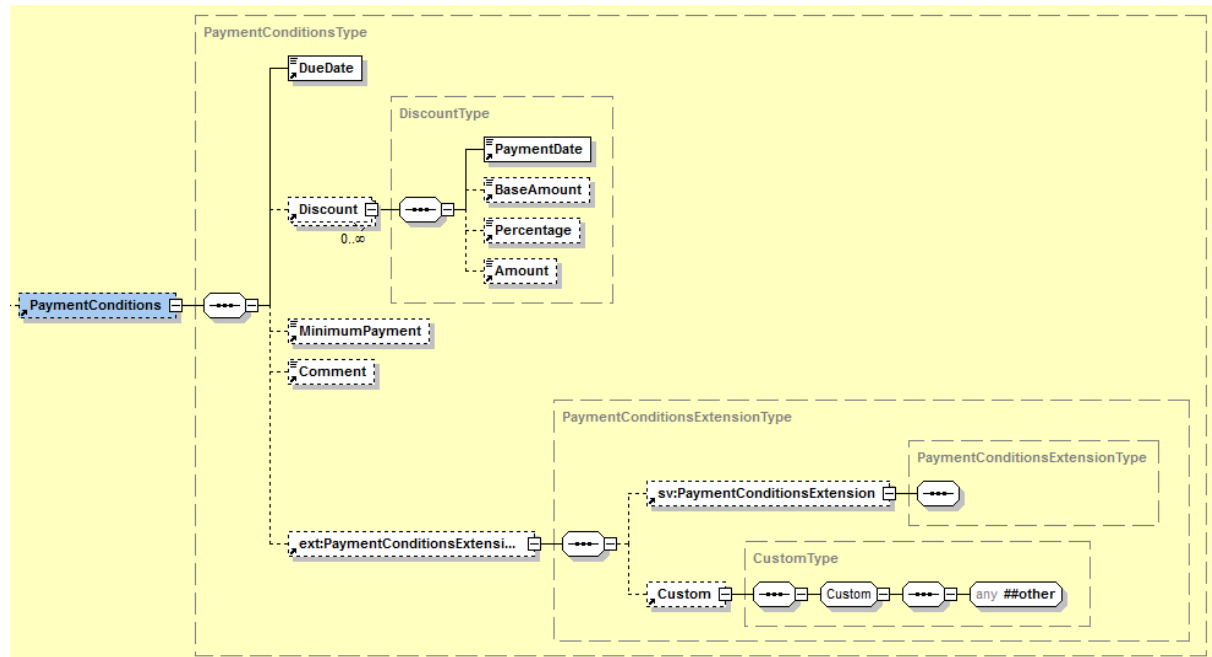 PaymentConditionsType
DueDate
DiscountType
PaymentDate
BaseAmount
Discount
0..∞
Percentage
Amount
PaymentConditions
MinimumPayment
Comment
PaymentConditionsExtensionType
PaymentConditionsExtensionType
sv:PaymentConditionsExtension
ext:PaymentConditionsExtensi...
CustomType
Custom
Custom
any ##other